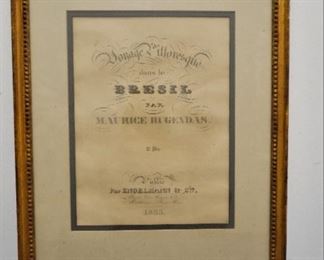 Voyage Pittoresque
dans le
BRESIL
PAR
MAURICE RUGENDAS.
Paris
Par ENGELMANN & Cie,
1835.